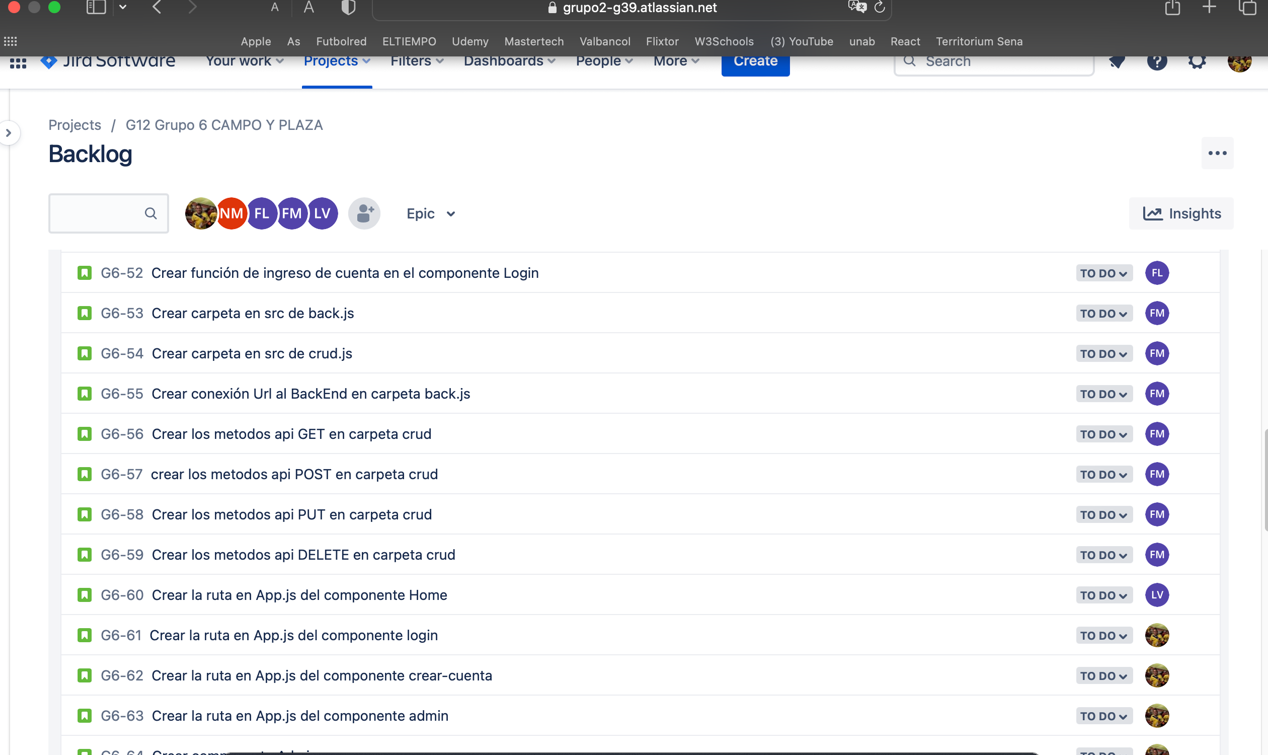 A A grupo2-g39.atlassian.net
Apple As Futbolred ELTIEMPO Udemy Mastertech Valbancol Flixtor W3Schools (3) YouTube unab React Territorium Sena
Jira Software Your work Projects Filters Dashboards People More Create Search
Projects / G12 Grupo 6 CAMPO Y PLAZA
Backlog
NM FL FM LV Epic Insights
G6-52 Crear función de ingreso de cuenta en el componente Login TO DO FL
G6-53 Crear carpeta en src de back.js TO DO FM
G6-54 Crear carpeta en src de crud.js TO DO FM
G6-55 Crear conexión Url al BackEnd en carpeta back.js TO DO FM
G6-56 Crear los metodos api GET en carpeta crud TO DO FM
G6-57 crear los metodos api POST en carpeta crud TO DO FM
G6-58 Crear los metodos api PUT en carpeta crud TO DO FM
G6-59 Crear los metodos api DELETE en carpeta crud TO DO FM
G6-60 Crear la ruta en App.js del componente Home TO DO LV
G6-61 Crear la ruta en App.js del componente login TO DO
G6-62 Crear la ruta en App.js del componente crear-cuenta TO DO
G6-63 Crear la ruta en App.js del componente admin TO DO
G6-64 Crear TO DO